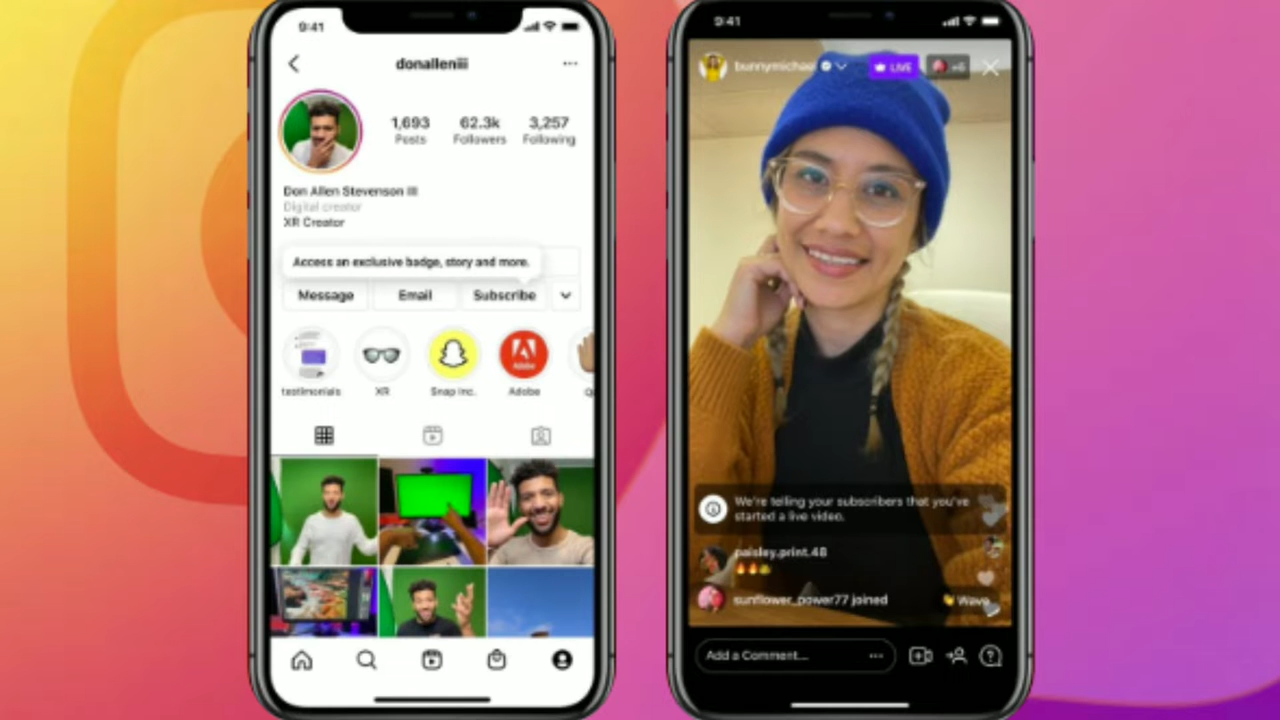 9:41
donalleniii
1,693
62.3k
3,257
Posts
Followers
Following
Don Allen Stevenson III
Digital creator
XR Creator
Access an exclusive badge, story and more.
Message
Email
Subscribe
testimonials
XR
Snap Inc.
Adobe
Adobe
9:41
bunnymichael
LIVE
+6
We're telling your subscribers that you've
started a live video.
paisley.print.48
sunflower_power77 joined
Wave
Add a Comment...